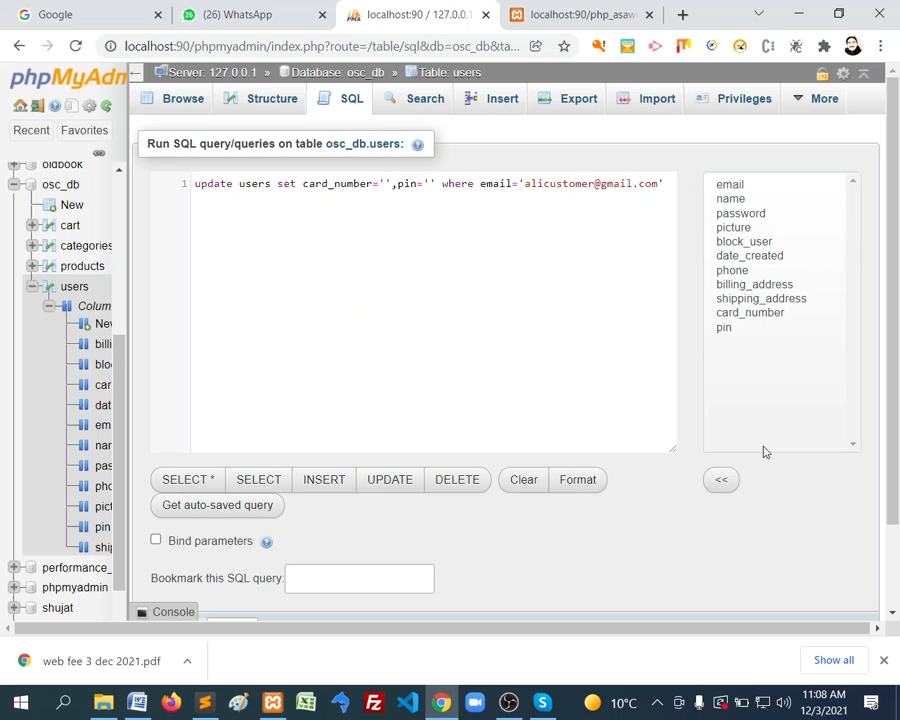 Google
(26) WhatsApp
localhost:90 / 127.0.0.1
localhost:90/php_asaw
localhost:90/phpmyadmin/index.php?route=/table/sql&db=osc_db&ta...
phpMyAdm
Server: 127.0.0.1 » Database: osc_db » Table: users
Browse
Structure
SQL
Search
Insert
Export
Import
Privileges
More
Recent
Favorites
oldbook
osc_db
New
cart
categories
products
users
Colum
Nev
billi
bloc
car
dat
em
nar
pas
pho
pict
pin
ship
performance_
phpmyadmin
shujat
Run SQL query/queries on table osc_db.users:
1 update users set card_number='',pin='' where email='alicustomer@gmail.com'
email
name
password
picture
block_user
date_created
phone
billing_address
shipping_address
card_number
pin
SELECT *
SELECT
INSERT
UPDATE
DELETE
Clear
Format
<<
Get auto-saved query
Bind parameters
Bookmark this SQL query:
Console
web fee 3 dec 2021.pdf
Show all
10°C
11:08 AM
12/3/2021